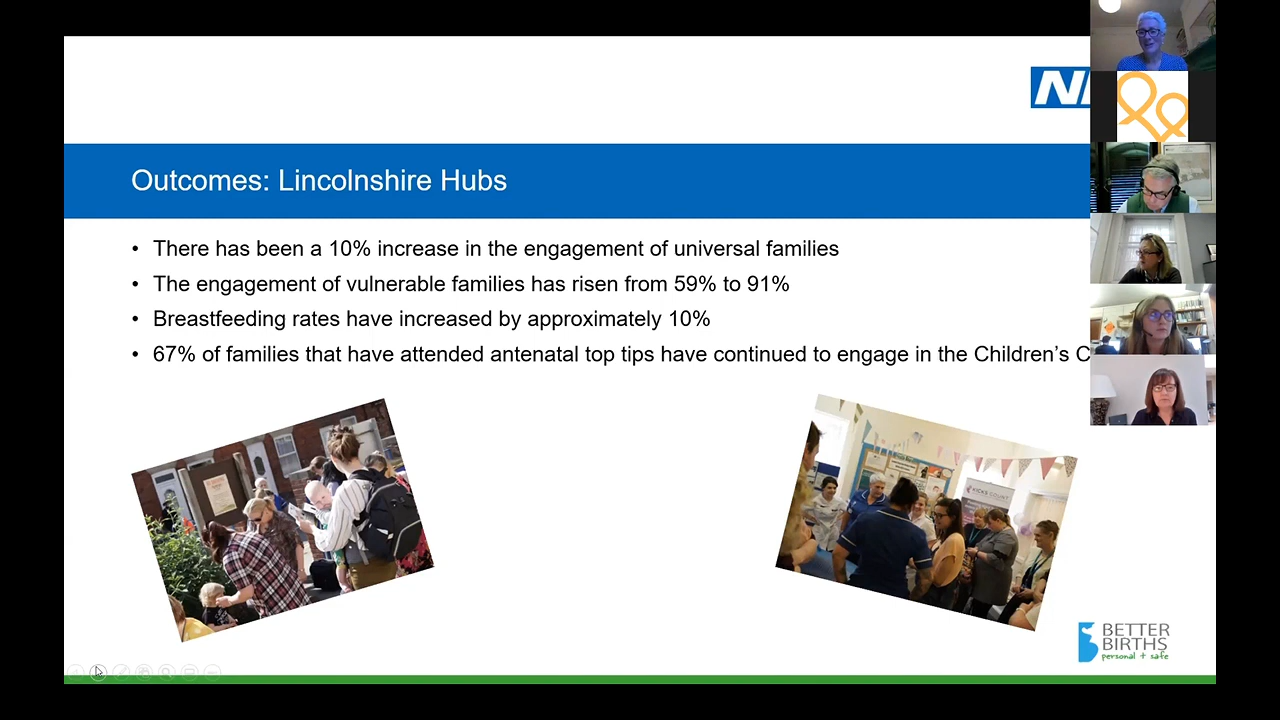 Outcomes: Lincolnshire Hubs
• There has been a 10% increase in the engagement of universal families
• The engagement of vulnerable families has risen from 59% to 91%
• Breastfeeding rates have increased by approximately 10%
• 67% of families that have attended antenatal top tips have continued to engage in the Children’s
KICKS COUNT
BETTER
BIRTHS
personal + safe